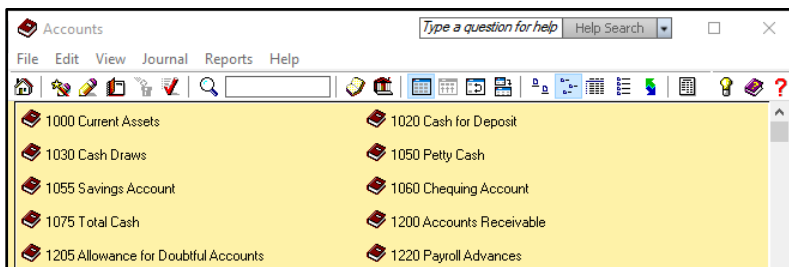 Accounts Type a question for help Help Search
File Edit View Journal Reports Help
1000 Current Assets 1020 Cash for Deposit
1030 Cash Draws 1050 Petty Cash
1055 Savings Account 1060 Chequing Account
1075 Total Cash 1200 Accounts Receivable
1205 Allowance for Doubtful Accounts 1220 Payroll Advances